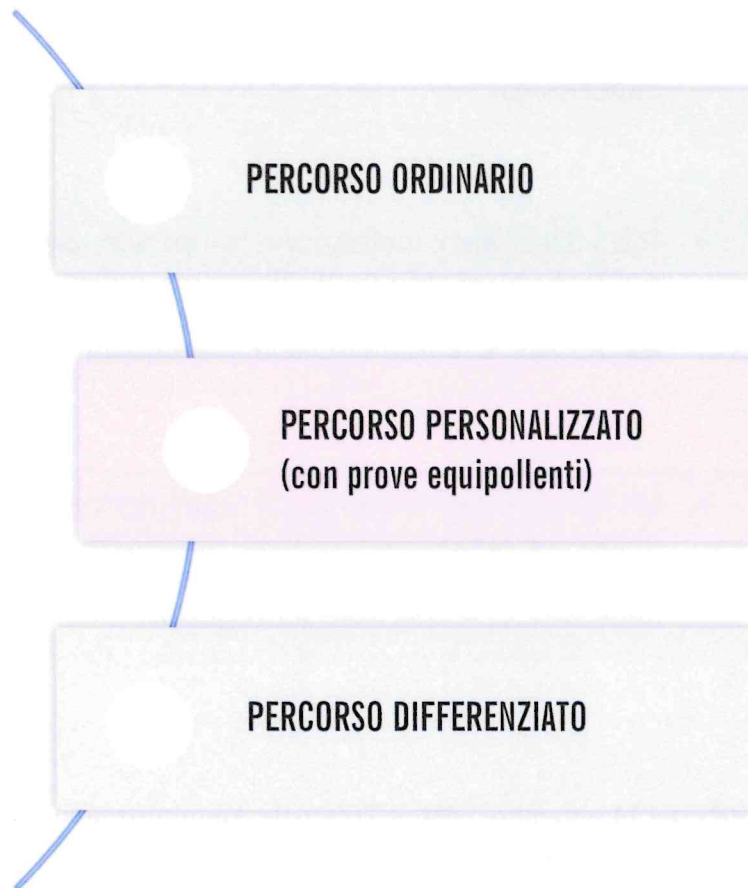 PERCORSO ORDINARIO
PERCORSO PERSONALIZZATO
(con prove equipollenti)
PERCORSO DIFFERENZIATO